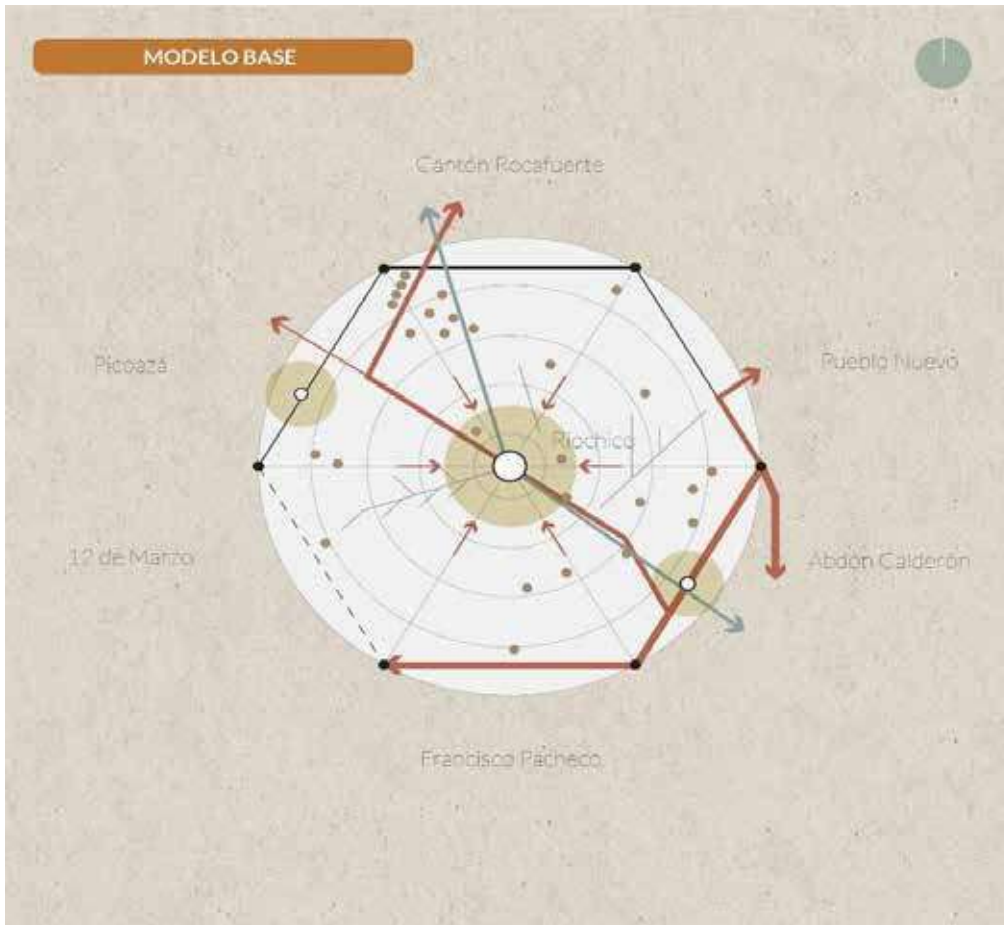 MODELO BASE
Cantón Rocafuerte
Picoazá
Pueblo Nuevo
Riochico
12 de Marzo
Abdón Calderón
Francisco Pacheco